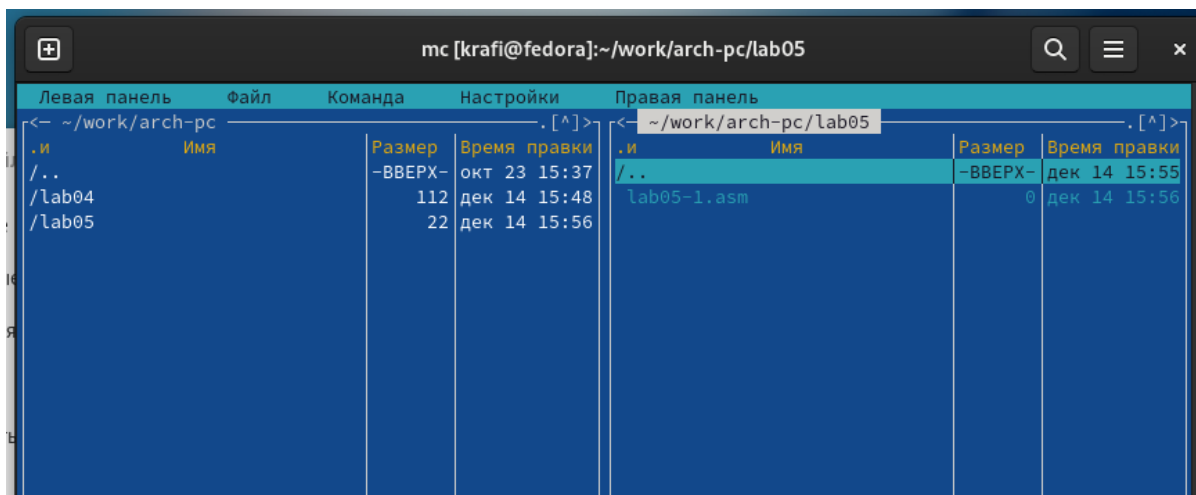 mc [krafi@fedora]:~/work/arch-pc/lab05
Левая панель Файл Команда Настройки Правая панель
<— ~/work/arch-pc .[^]> <— ~/work/arch-pc/lab05 .[^]>
.и Имя Размер Время правки .и Имя Размер Время правки
/.. -ВВЕРХ- окт 23 15:37 /.. -ВВЕРХ- дек 14 15:55
/lab04 112 дек 14 15:48 lab05-1.asm 0 дек 14 15:56
/lab05 22 дек 14 15:56